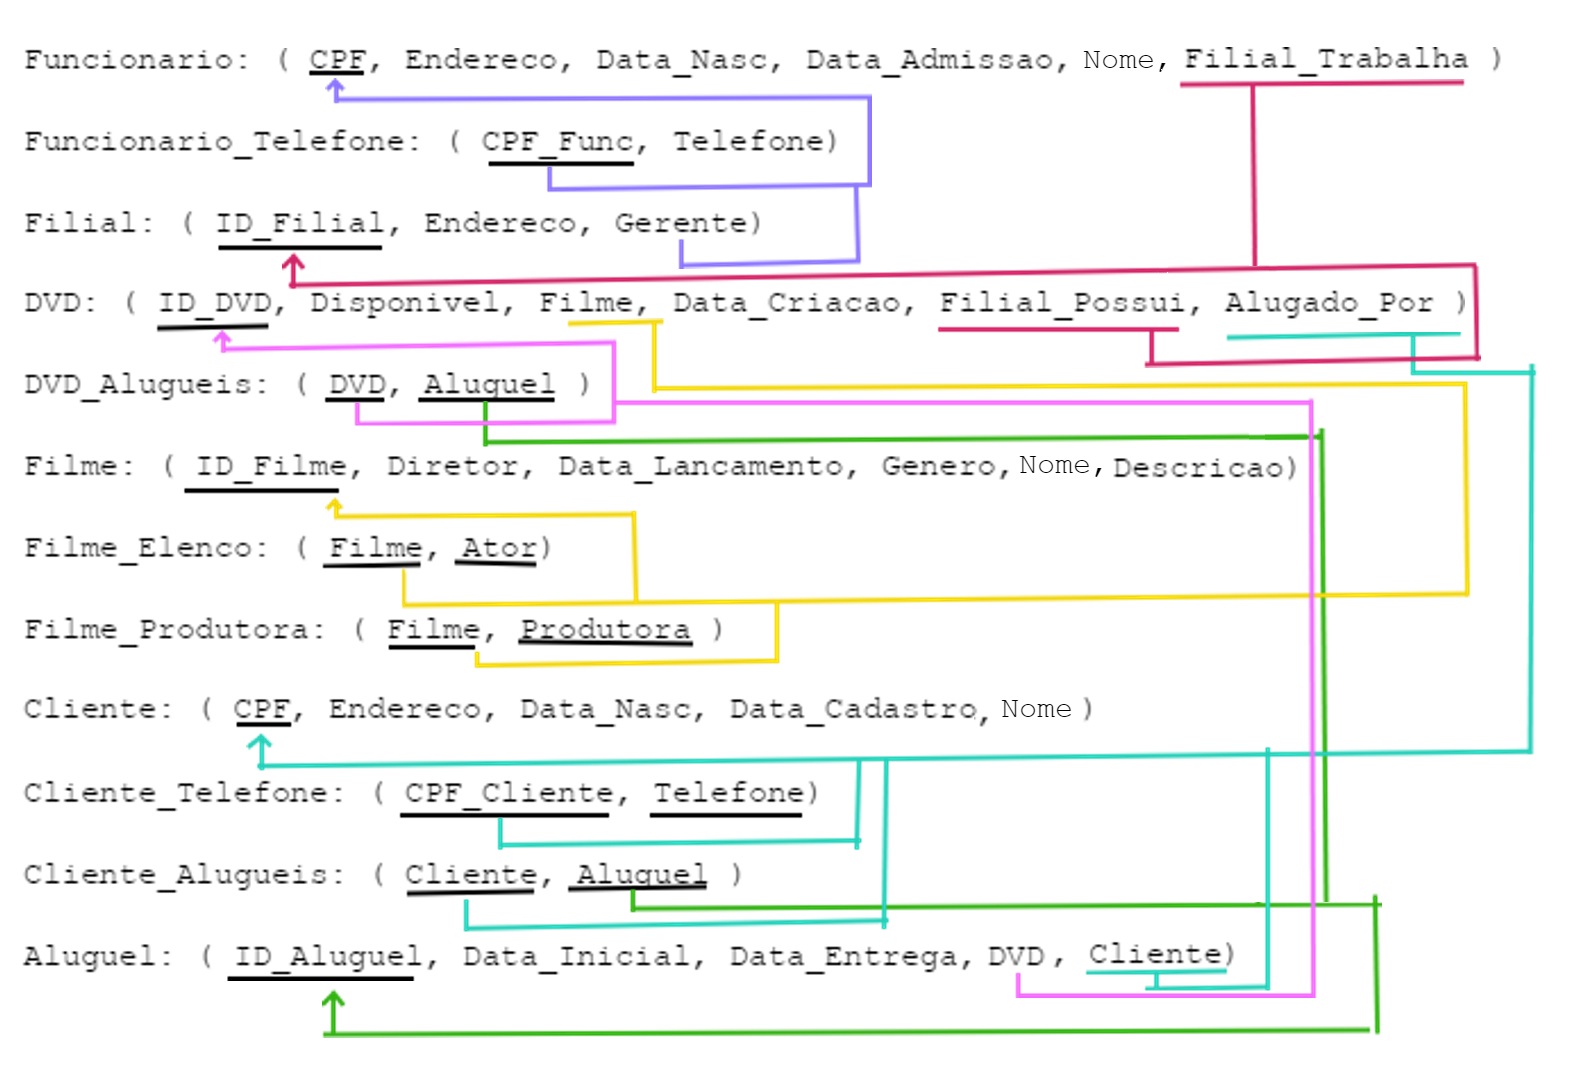 Funcionario: ( CPF, Endereco, Data_Nasc, Data_Admissao, Nome, Filial_Trabalha )
Funcionario_Telefone: ( CPF_Func, Telefone)
Filial: ( ID_Filial, Endereco, Gerente)
DVD: ( ID_DVD, Disponivel, Filme, Data_Criacao, Filial_Possui, Alugado_Por )
DVD_Alugueis: ( DVD, Aluguel )
Filme: ( ID_Filme, Diretor, Data_Lancamento, Genero, Nome, Descricao)
Filme_Elenco: ( Filme, Ator)
Filme_Produtora: ( Filme, Produtora )
Cliente: ( CPF, Endereco, Data_Nasc, Data_Cadastro, Nome )
Cliente_Telefone: ( CPF_Cliente, Telefone)
Cliente_Alugueis: ( Cliente, Aluguel )
Aluguel: ( ID_Aluguel, Data_Inicial, Data_Entrega, DVD, Cliente)